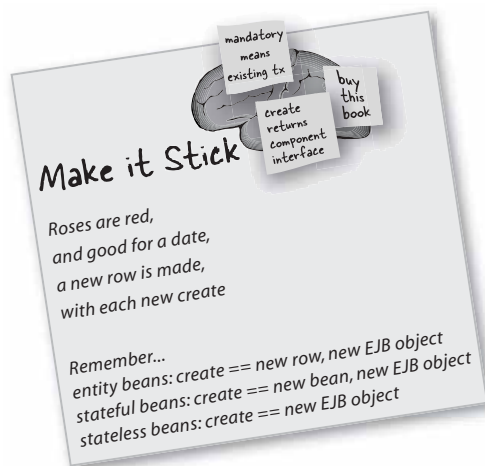 mandatory
means
existing tx
buy
this
book
create
returns
component
interface
Make it Stick
Roses are red,
and good for a date,
a new row is made,
with each new create
Remember...
entity beans: create == new row, new EJB object
stateful beans: create == new bean, new EJB object
stateless beans: create == new EJB object